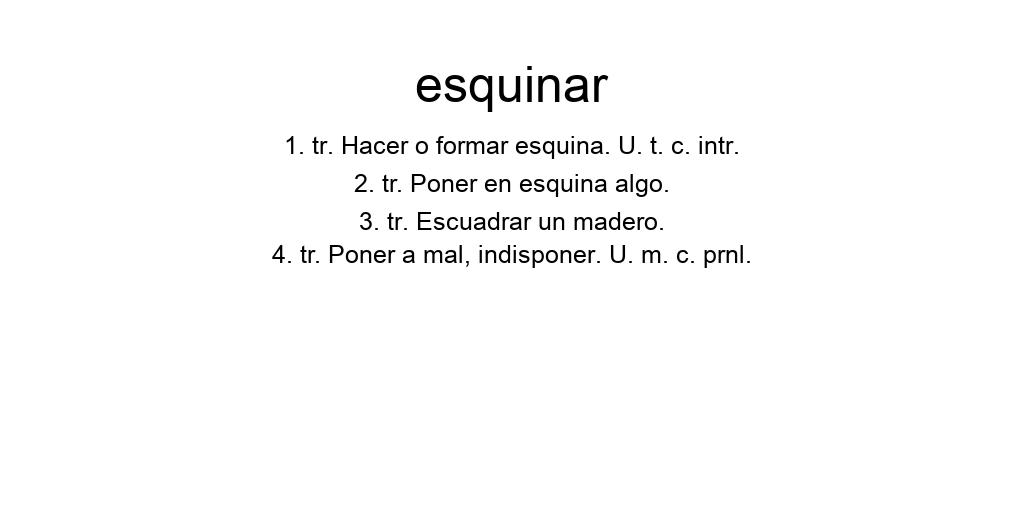 esquinar
1. tr. Hacer o formar esquina. U. t. c. intr.
2. tr. Poner en esquina algo.
3. tr. Escuadrar un madero.
4. tr. Poner a mal, indisponer. U. m. c. prnl.